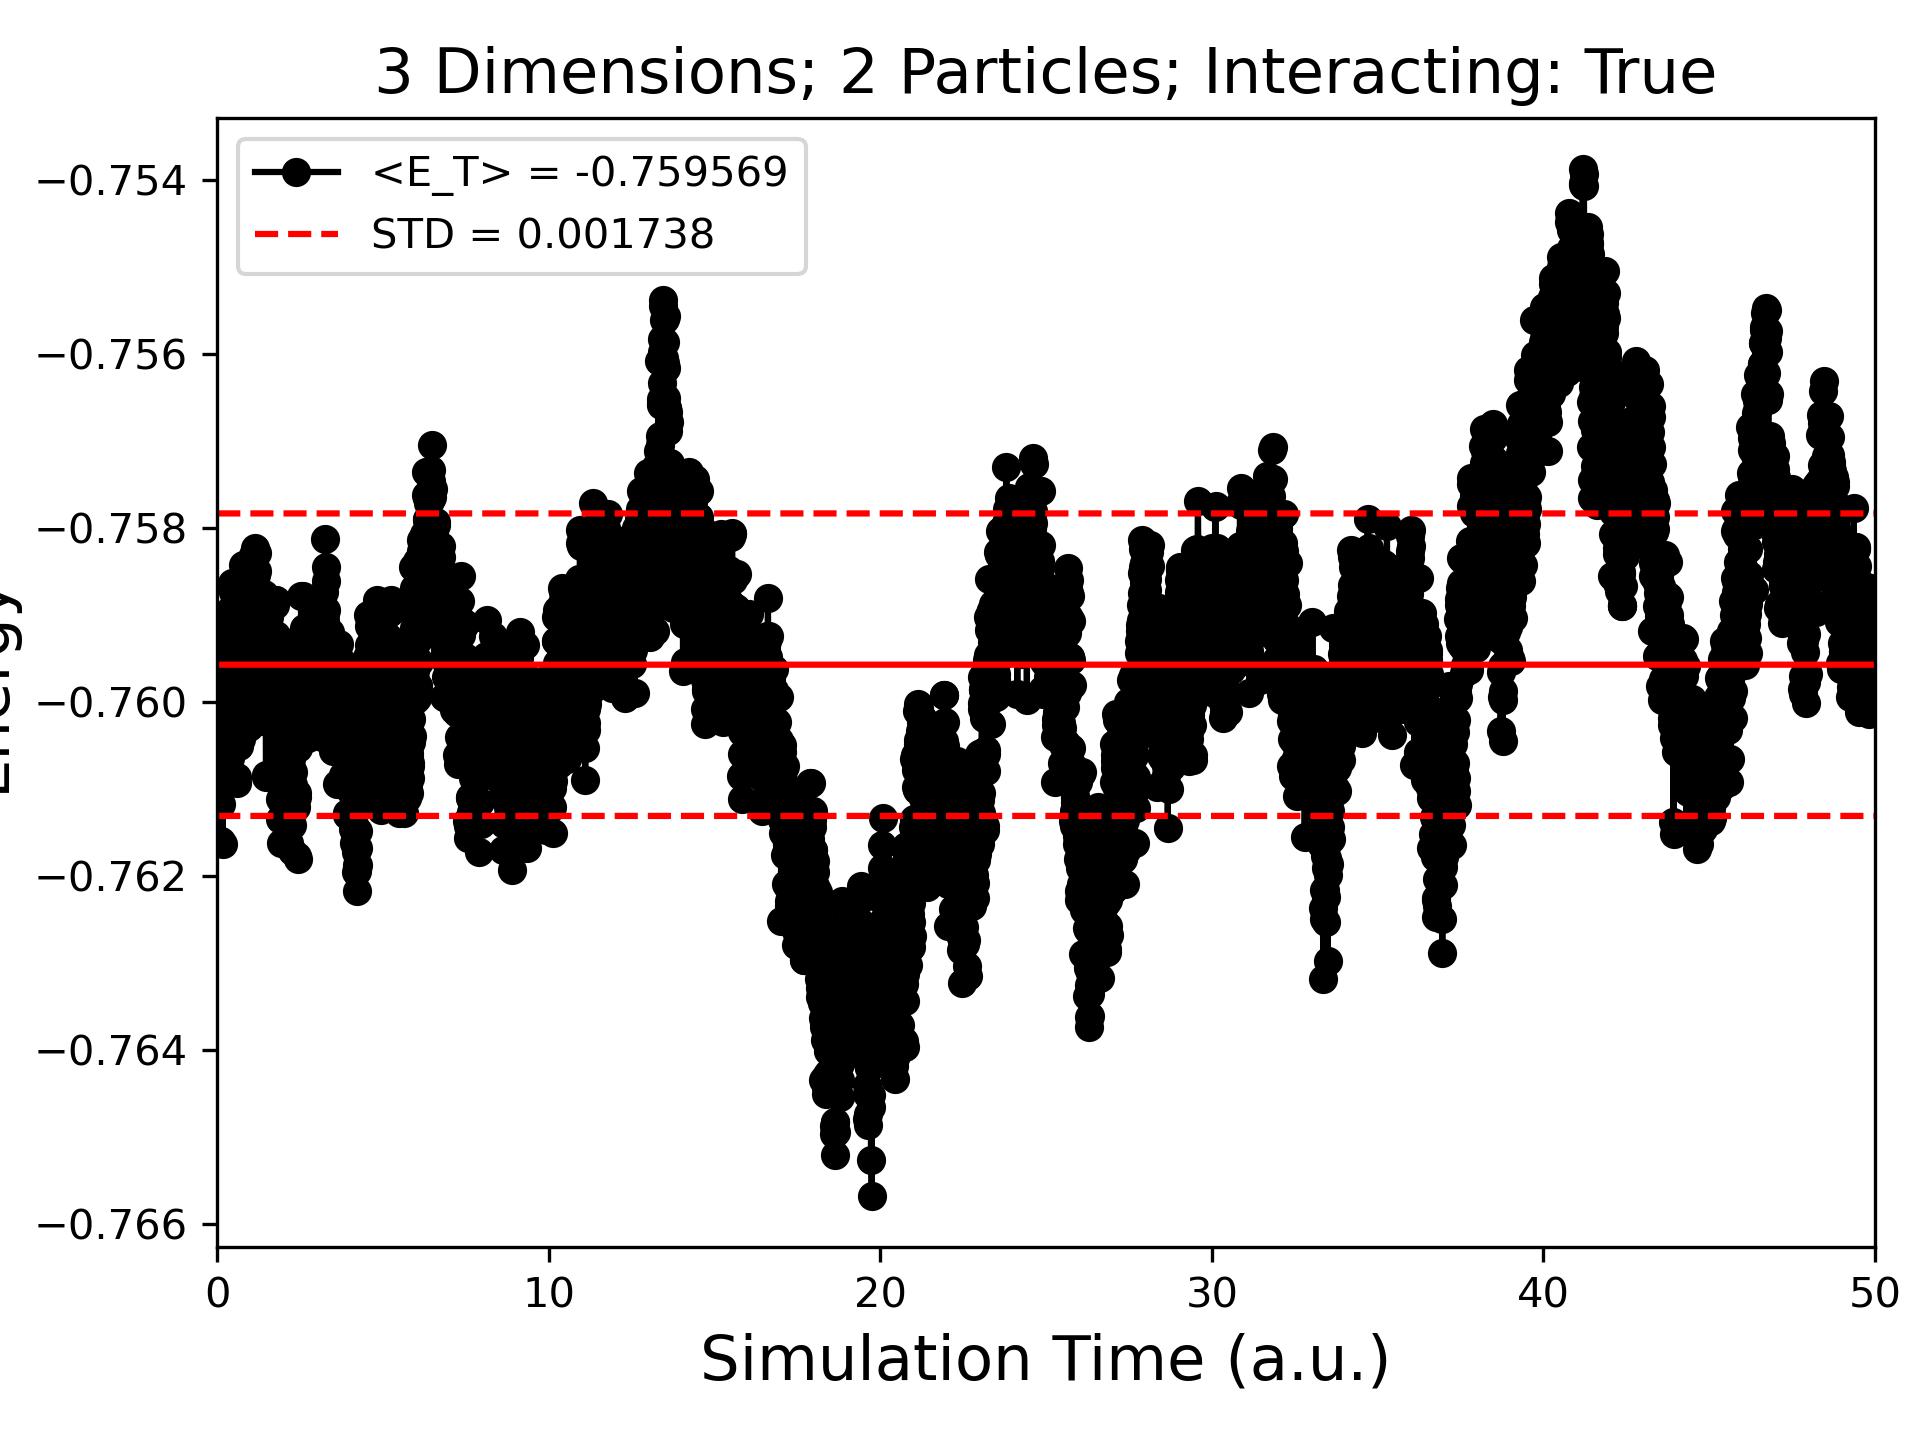 3 Dimensions; 2 Particles; Interacting: True
<E_T> = -0.759569
STD = 0.001738
−0.754
−0.756
−0.758
−0.760
−0.762
−0.764
−0.766
Energy
0 10 20 30 40 50
Simulation Time (a.u.)